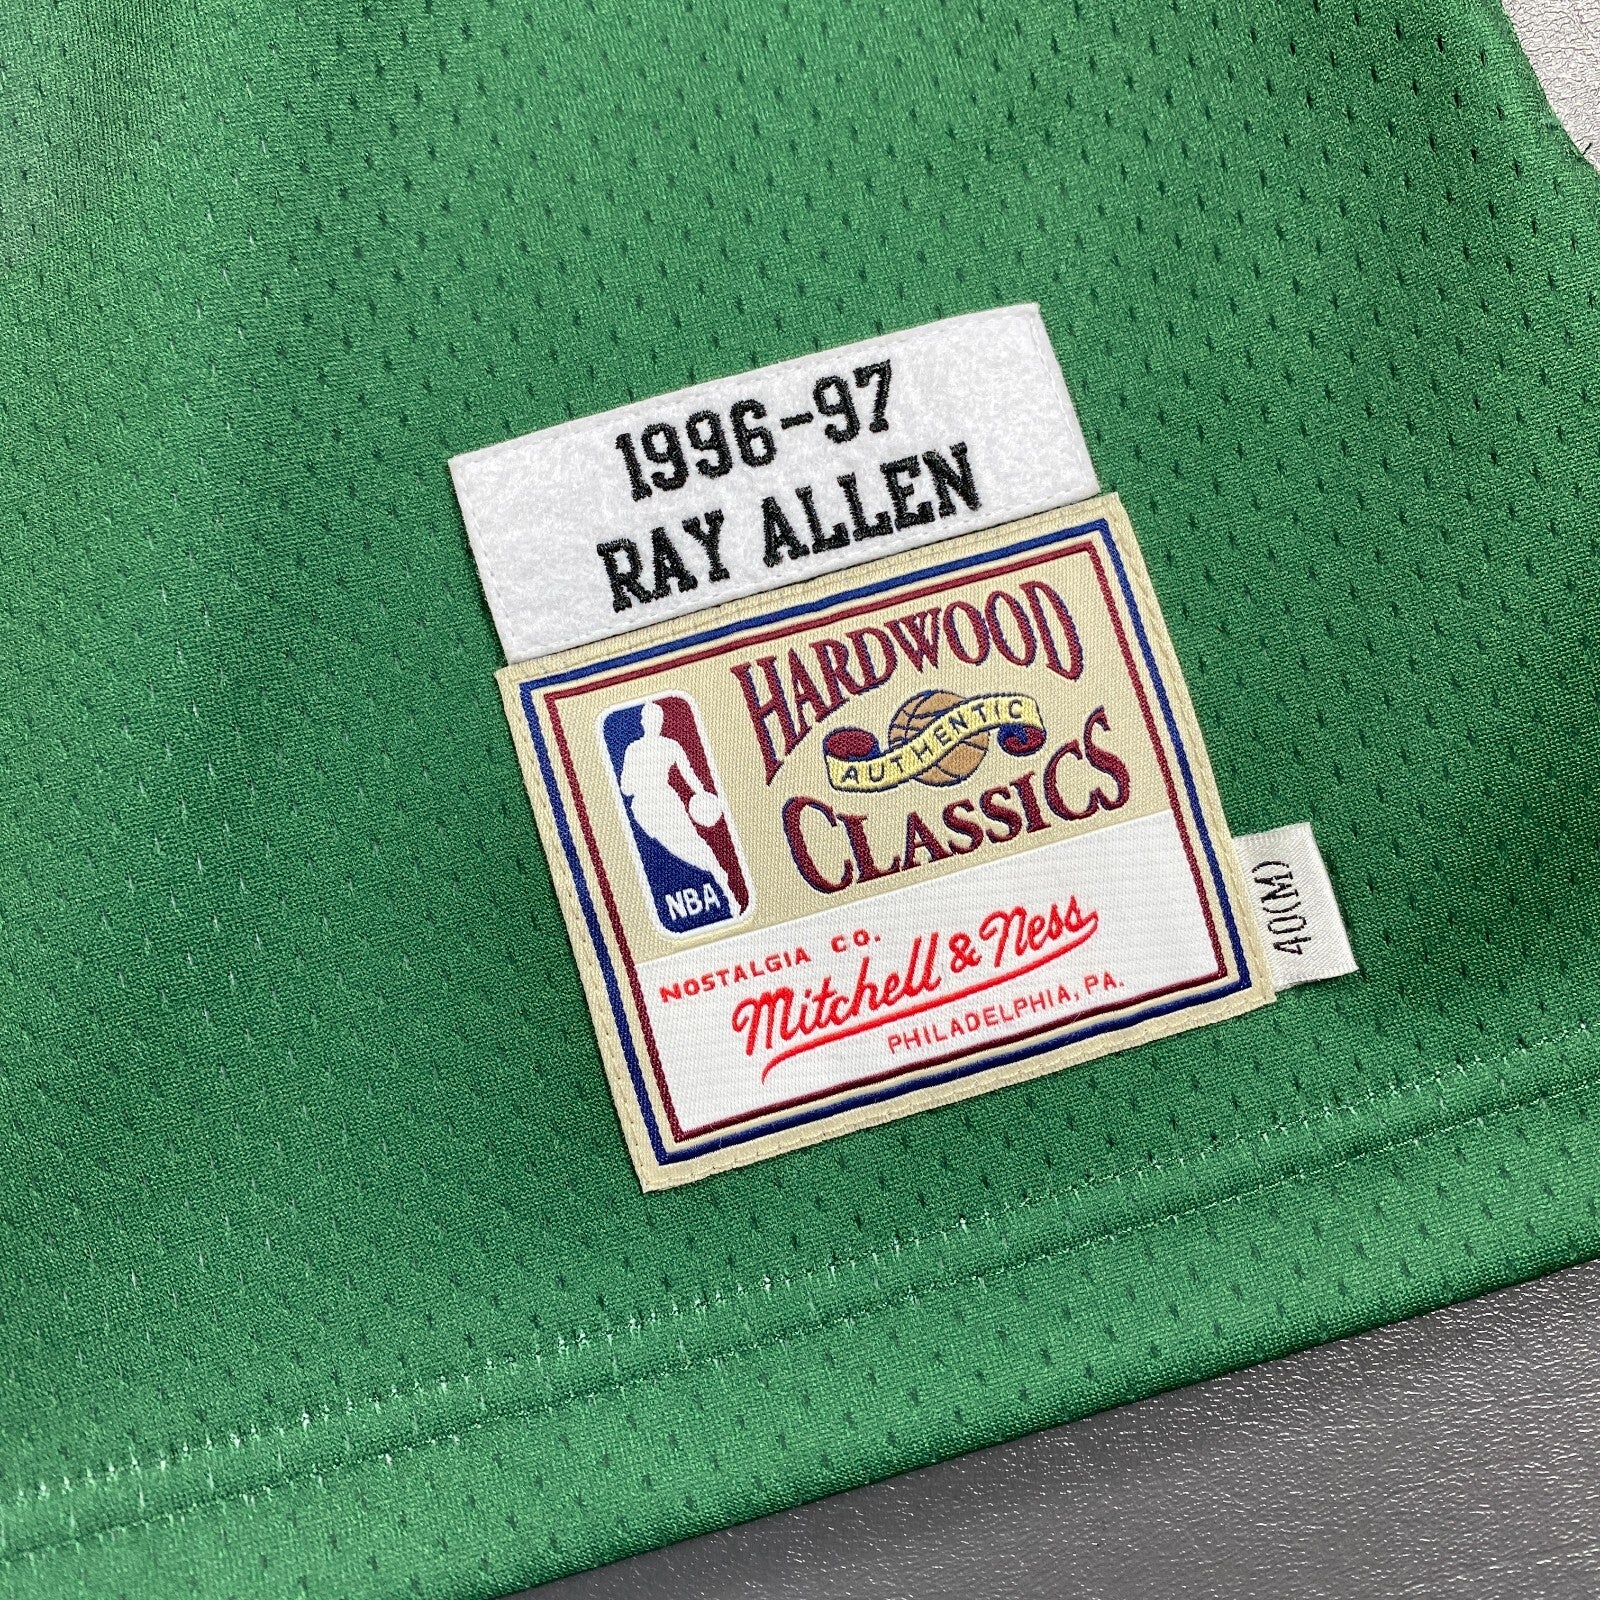 1996-97
RAY ALLEN
HARDWOOD
AUTHENTIC
CLASSICS
NBA
NOSTALGIA CO.
Mitchell & Ness
PHILADELPHIA, PA.
40(M)